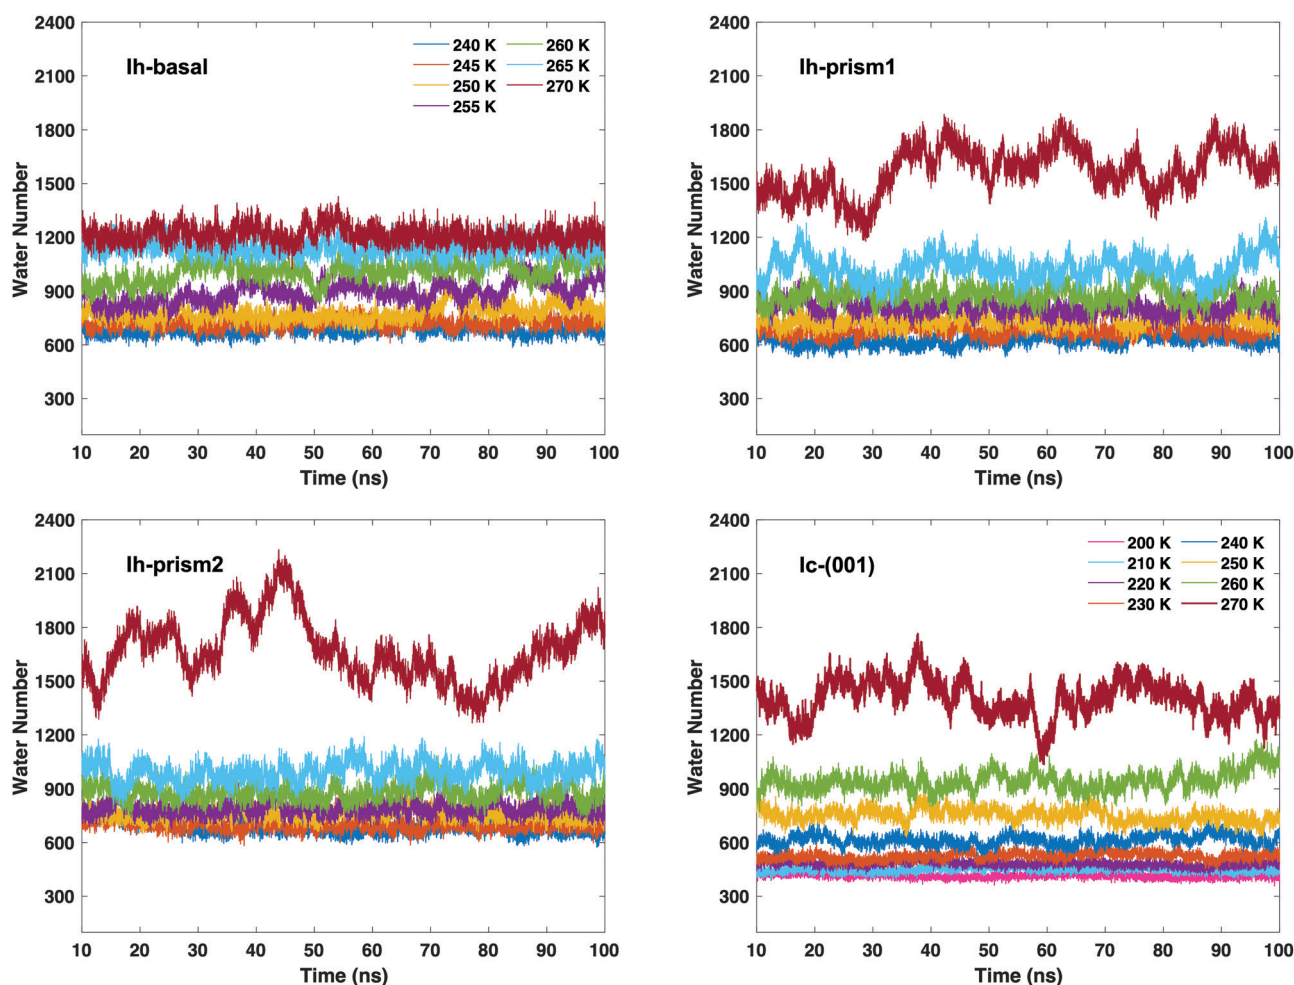 2400
2100
1800
1500
1200
900
600
300
Water Number
Ih-basal
240 K 260 K
245 K 265 K
250 K 270 K
255 K
10 20 30 40 50 60 70 80 90 100
Time (ns)
2400
2100
1800
1500
1200
900
600
300
Water Number
Ih-prism1
10 20 30 40 50 60 70 80 90 100
Time (ns)
2400
2100
1800
1500
1200
900
600
300
Water Number
Ih-prism2
10 20 30 40 50 60 70 80 90 100
Time (ns)
2400
2100
1800
1500
1200
900
600
300
Water Number
Ic-(001)
200 K 240 K
210 K 250 K
220 K 260 K
230 K 270 K
10 20 30 40 50 60 70 80 90 100
Time (ns)